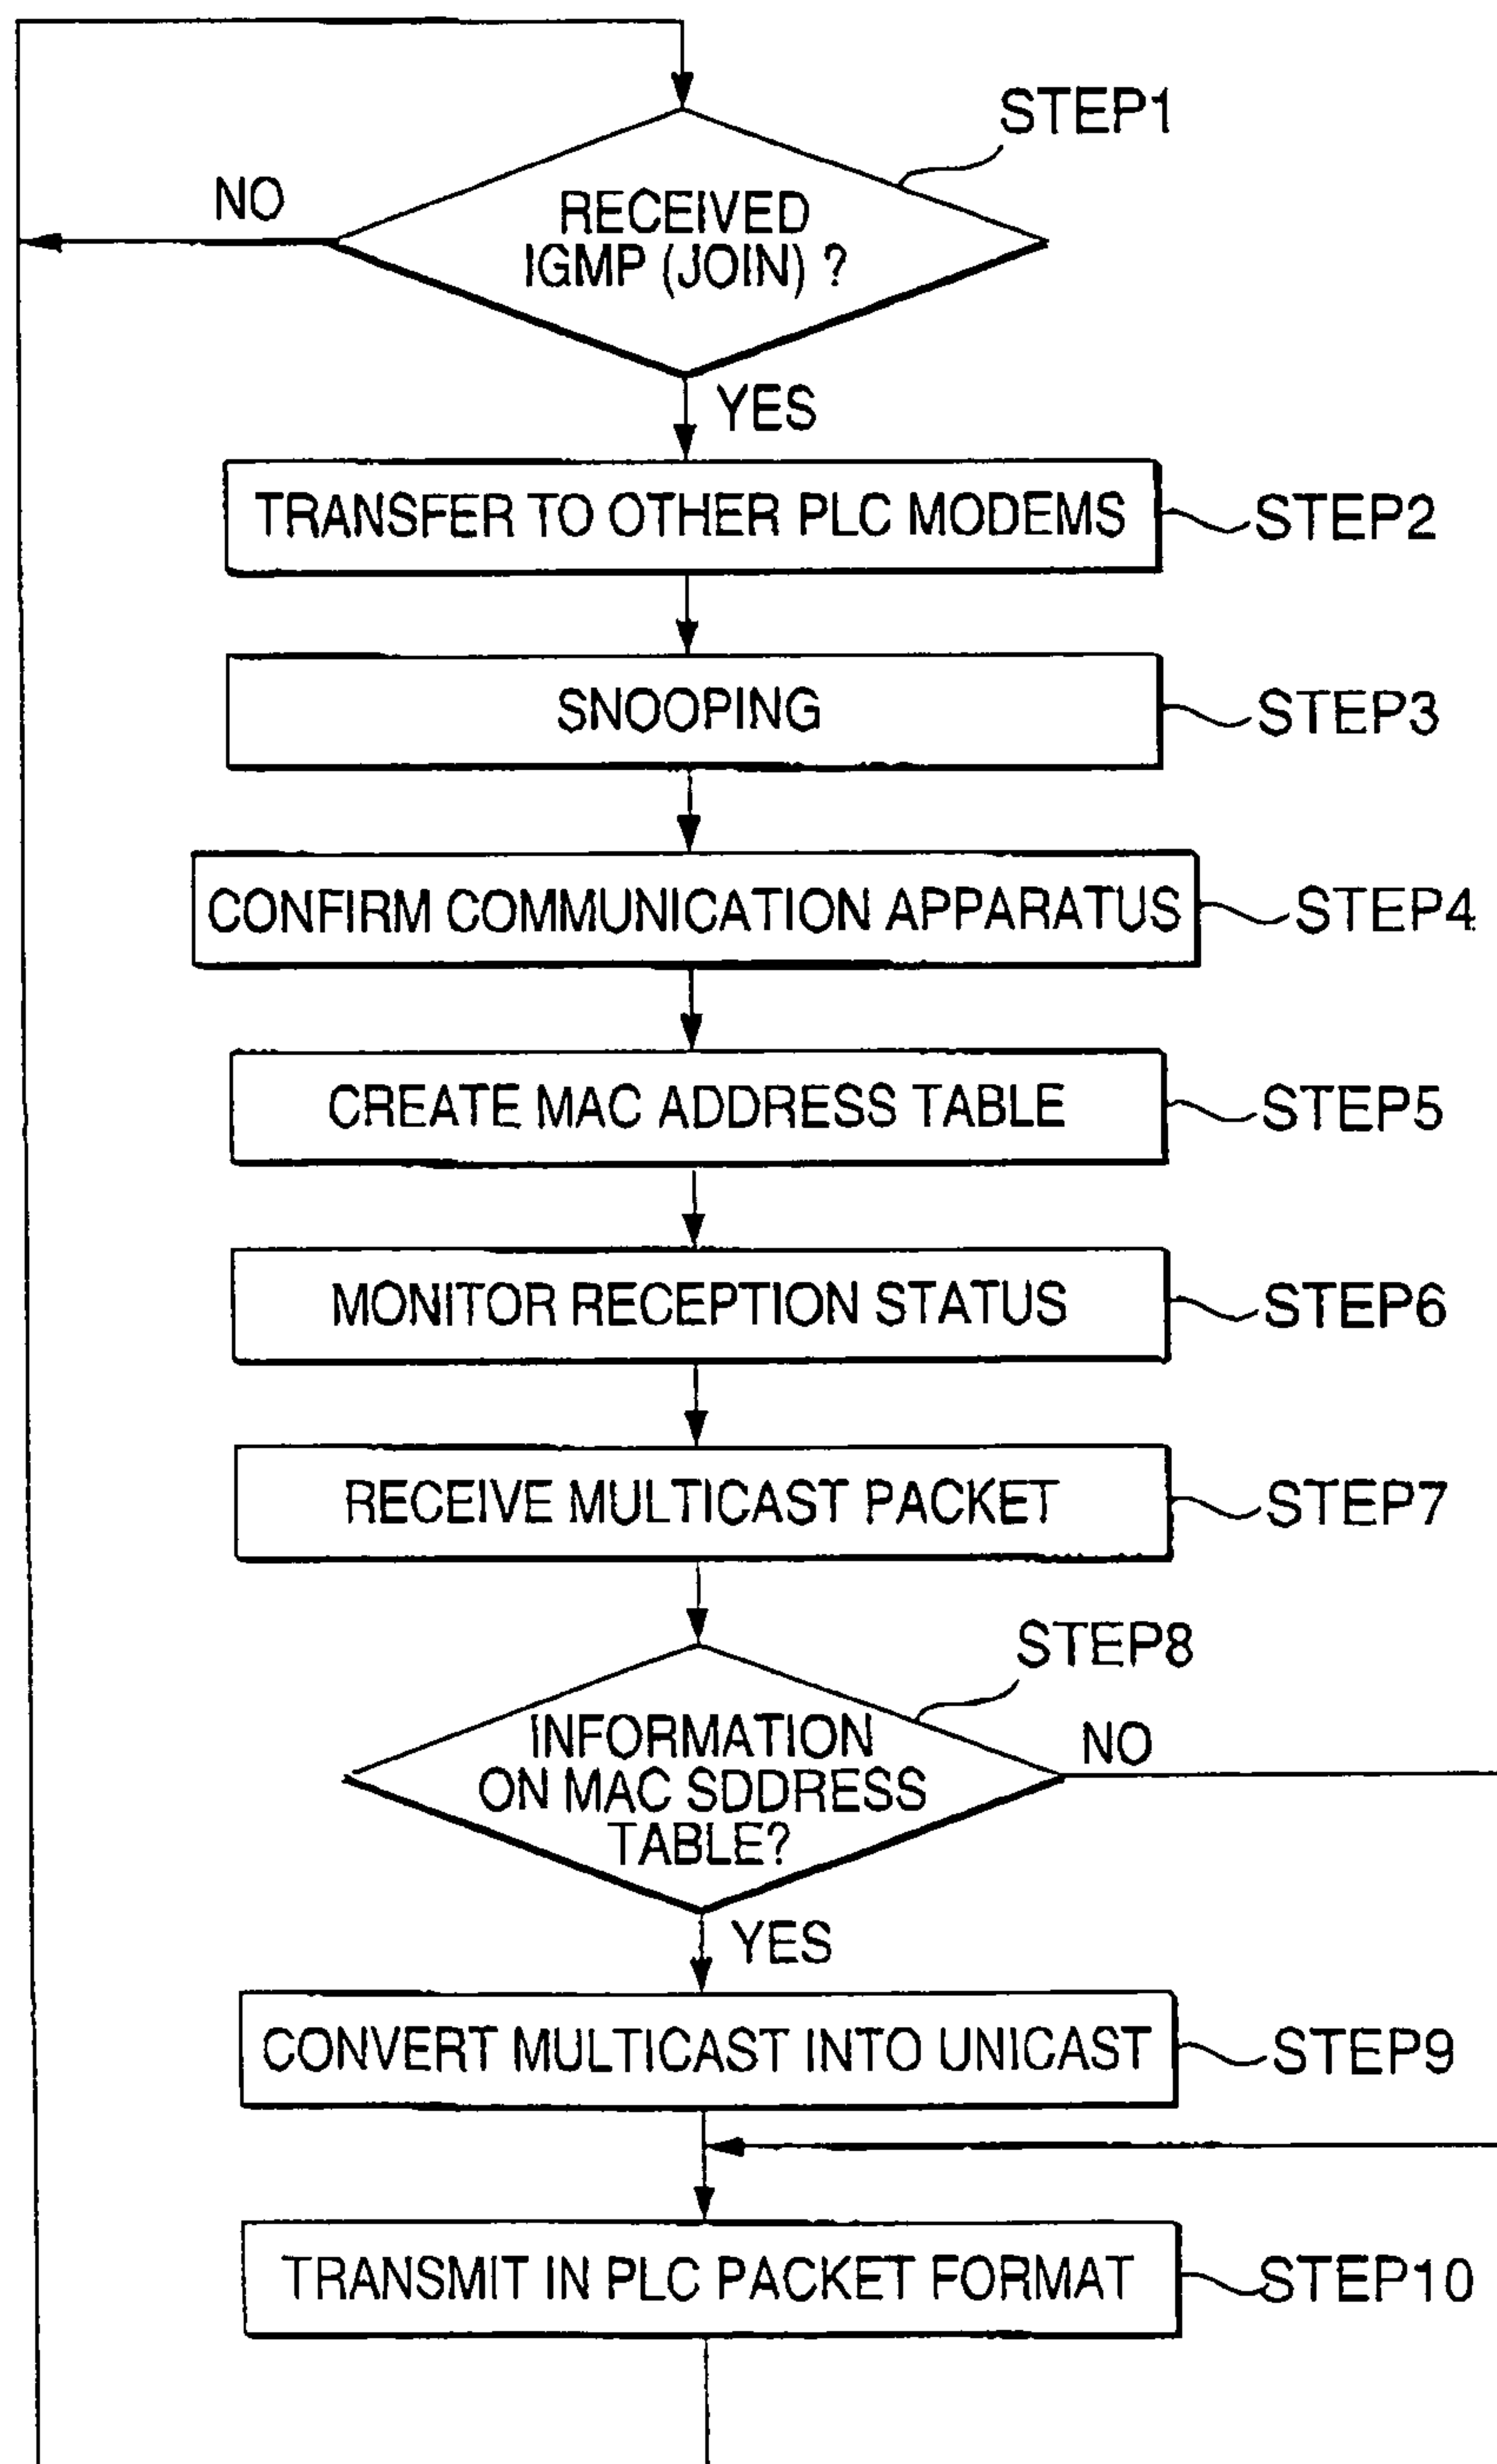 STEP1
NO
RECEIVED
IGMP (JOIN) ?
YES
TRANSFER TO OTHER PLC MODEMS
STEP2
SNOOPING
STEP3
CONFIRM COMMUNICATION APPARATUS
STEP4
CREATE MAC ADDRESS TABLE
STEP5
MONITOR RECEPTION STATUS
STEP6
RECEIVE MULTICAST PACKET
STEP7
STEP8
INFORMATION
ON MAC SDDRESS
TABLE?
NO
YES
CONVERT MULTICAST INTO UNICAST
STEP9
TRANSMIT IN PLC PACKET FORMAT
STEP10